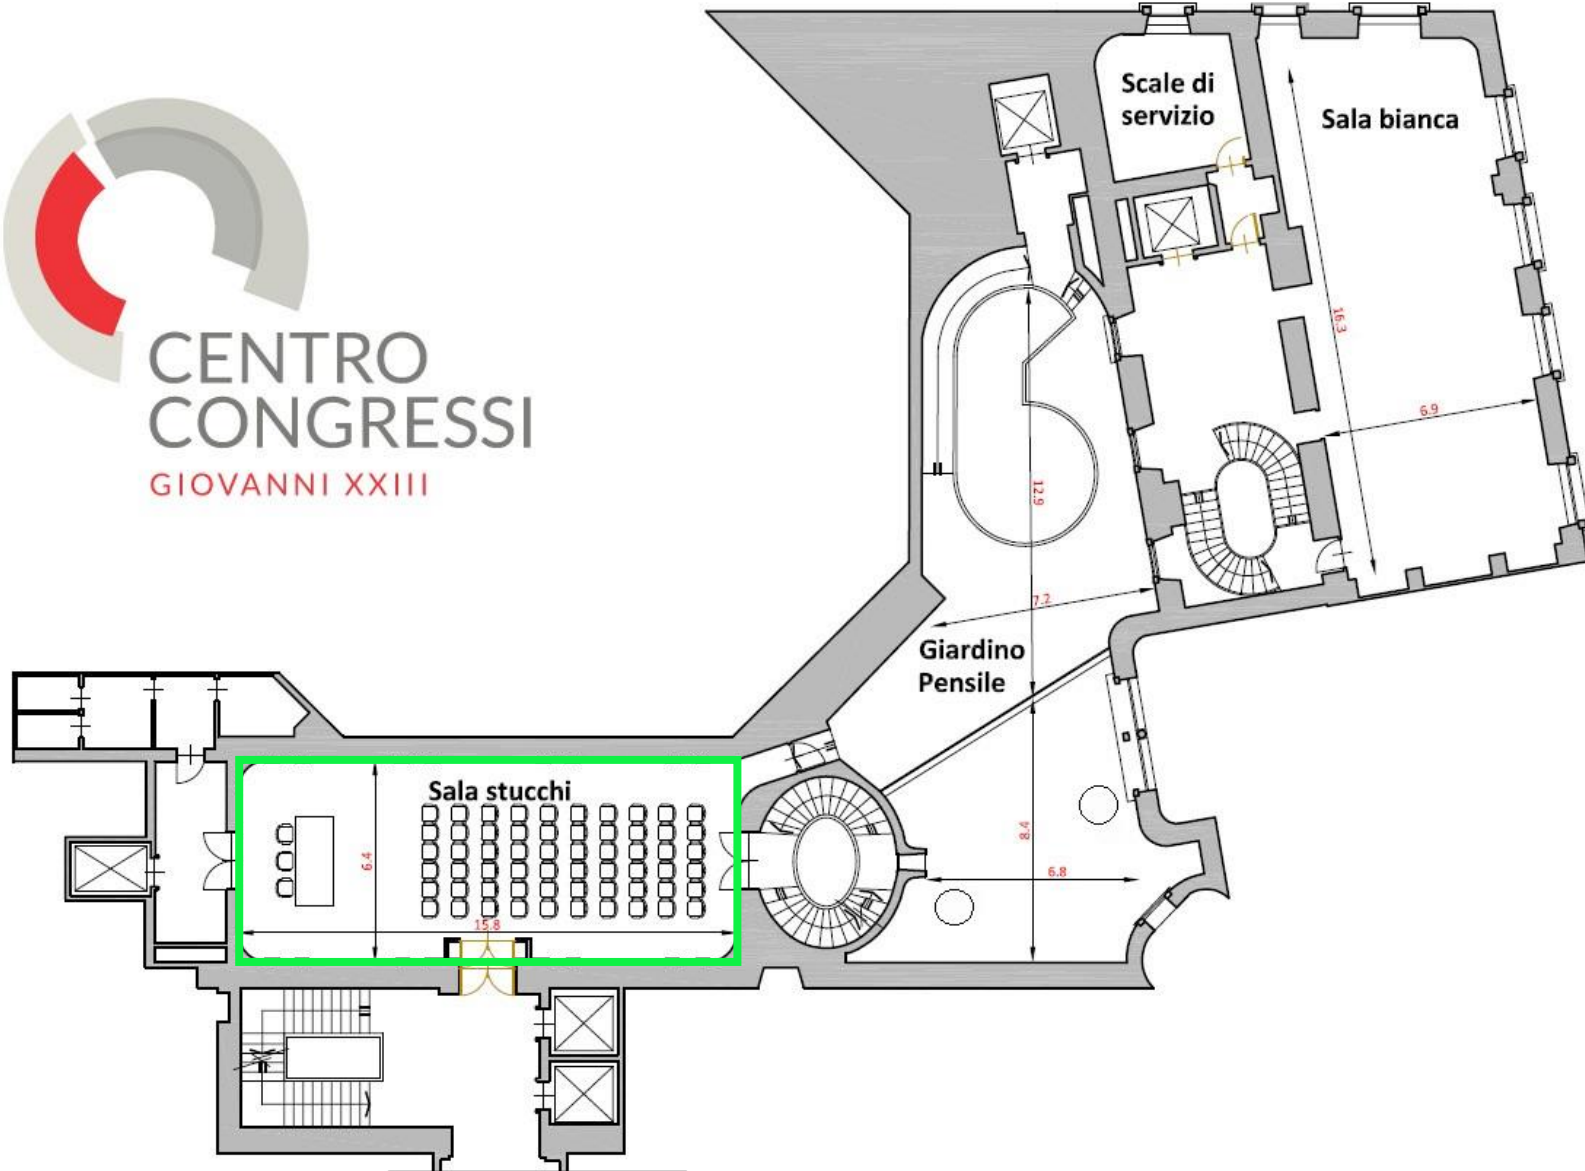 CENTRO
CONGRESSI
GIOVANNI XXIII
Scale di
servizio
Sala bianca
16.3
6.9
12.9
7.2
Giardino
Pensile
8.4
6.8
Sala stucchi
6.4
15.8